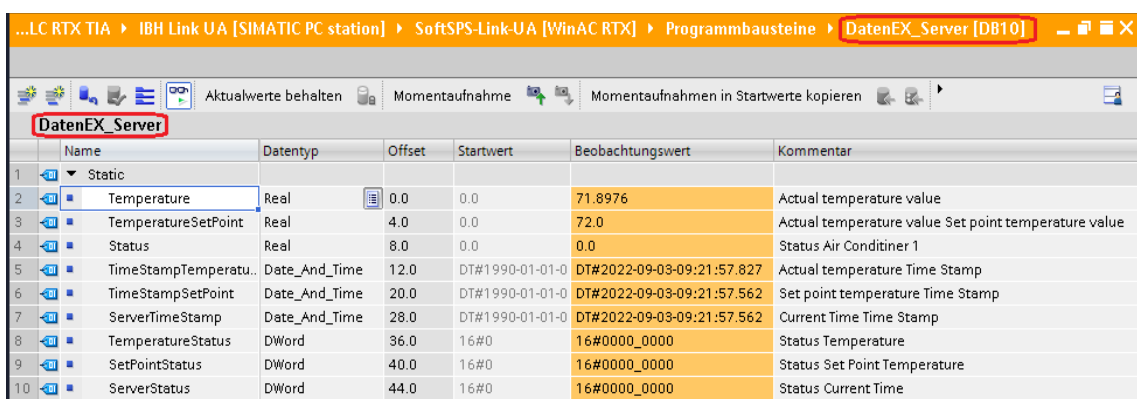 ...LC RTX TIA ▸ IBH Link UA [SIMATIC PC station] ▸ SoftSPS-Link-UA [WinAC RTX] ▸ Programmbausteine ▸ DatenEX_Server [DB10]
Aktualwerte behalten Momentaufnahme Momentaufnahmen in Startwerte kopieren
DatenEX_Server
Name Datentyp Offset Startwert Beobachtungswert Kommentar
1 Static
2 Temperature Real 0.0 0.0 71.8976 Actual temperature value
3 TemperatureSetPoint Real 4.0 0.0 72.0 Actual temperature value Set point temperature value
4 Status Real 8.0 0.0 0.0 Status Air Conditiner 1
5 TimeStampTemperatu.. Date_And_Time 12.0 DT#1990-01-01-0 DT#2022-09-03-09:21:57.827 Actual temperature Time Stamp
6 TimeStampSetPoint Date_And_Time 20.0 DT#1990-01-01-0 DT#2022-09-03-09:21:57.562 Set point temperature Time Stamp
7 ServerTimeStamp Date_And_Time 28.0 DT#1990-01-01-0 DT#2022-09-03-09:21:57.562 Current Time Time Stamp
8 TemperatureStatus DWord 36.0 16#0 16#0000_0000 Status Temperature
9 SetPointStatus DWord 40.0 16#0 16#0000_0000 Status Set Point Temperature
10 ServerStatus DWord 44.0 16#0 16#0000_0000 Status Current Time